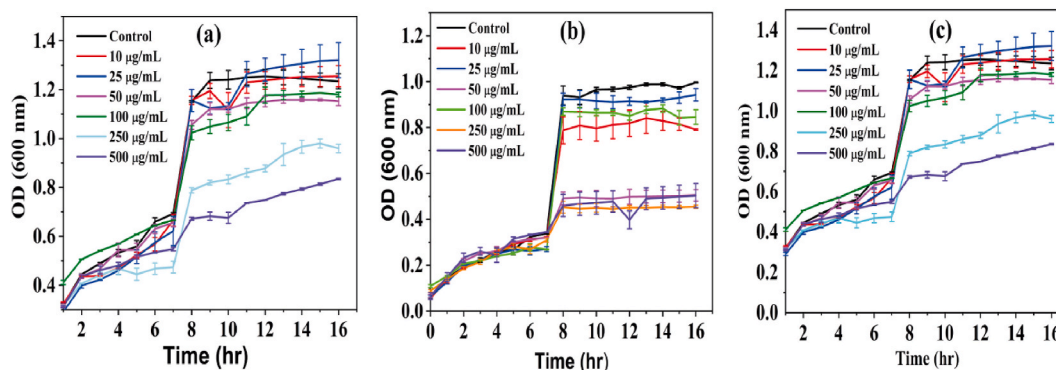 (a)
Control
10 µg/mL
25 µg/mL
50 µg/mL
100 µg/mL
250 µg/mL
500 µg/mL
OD (600 nm)
1.4
1.2
1.0
0.8
0.6
0.4
2 4 6 8 10 12 14 16
Time (hr)
(b)
Control
10 µg/mL
25 µg/mL
50 µg/mL
100 µg/mL
250 µg/mL
500 µg/mL
OD (600 nm)
1.2
1.0
0.8
0.6
0.4
0.2
0.0
0 2 4 6 8 10 12 14 16
Time (hr)
(c)
Control
10 µg/mL
25 µg/mL
50 µg/mL
100 µg/mL
250 µg/mL
500 µg/mL
OD (600 nm)
1.4
1.2
1.0
0.8
0.6
0.4
0.2
0.0
2 4 6 8 10 12 14 16
Time (hr)